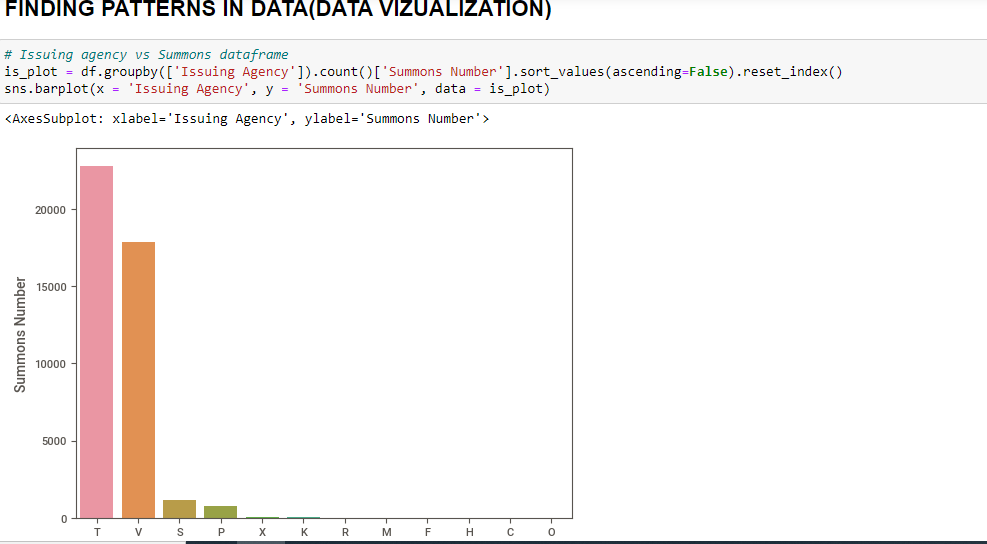 FINDING PATTERNS IN DATA(DATA VIZUALIZATION)
# Issuing agency vs Summons dataframe
is_plot = df.groupby(['Issuing Agency']).count()['Summons Number'].sort_values(ascending=False).reset_index()
sns.barplot(x = 'Issuing Agency', y = 'Summons Number', data = is_plot)
<AxesSubplot: xlabel='Issuing Agency', ylabel='Summons Number'>
Summons Number
20000
15000
10000
5000
0
T V S P X K R M F H C O